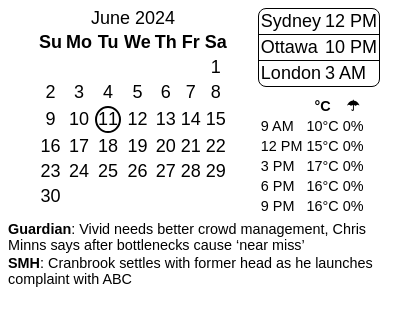 June 2024
Su Mo Tu We Th Fr Sa
1
2 3 4 5 6 7 8
9 10 11 12 13 14 15
16 17 18 19 20 21 22
23 24 25 26 27 28 29
30
Sydney 12 PM
Ottawa 10 PM
London 3 AM
°C ☂
9 AM 10°C 0%
12 PM 15°C 0%
3 PM 17°C 0%
6 PM 16°C 0%
9 PM 16°C 0%
Guardian: Vivid needs better crowd management, Chris
Minns says after bottlenecks cause ‘near miss’
SMH: Cranbrook settles with former head as he launches
complaint with ABC